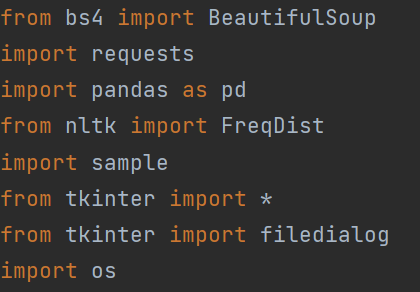 from bs4 import BeautifulSoup
import requests
import pandas as pd
from nltk import FreqDist
import sample
from tkinter import *
from tkinter import filedialog
import os